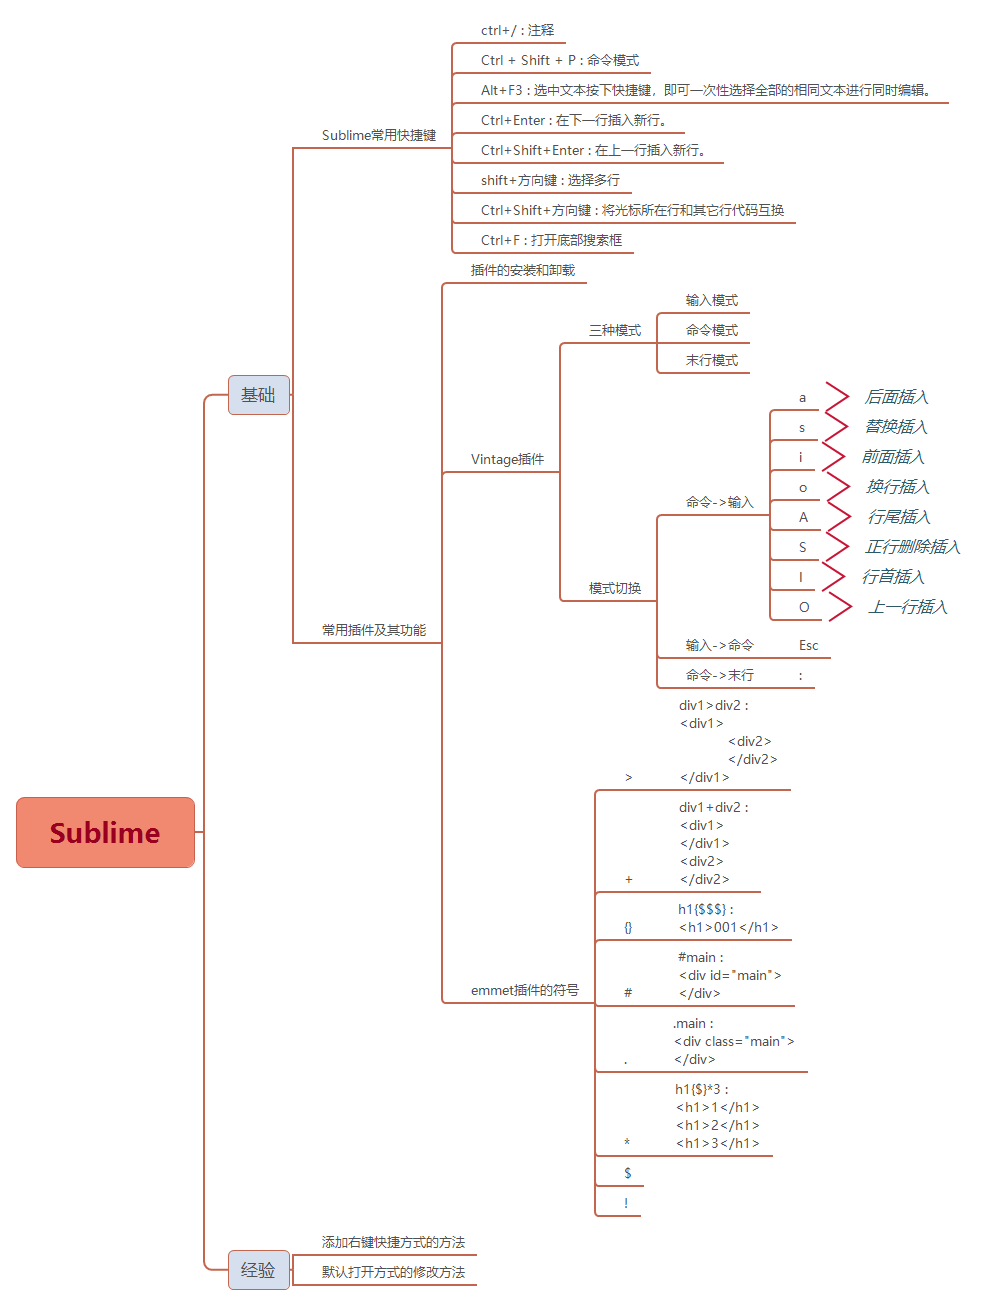 Sublime
基础
Sublime常用快捷键
ctrl+/ : 注释
Ctrl + Shift + P : 命令模式
Alt+F3 : 选中文本按下快捷键，即可一次性选择全部的相同文本进行同时编辑。
Ctrl+Enter : 在下一行插入新行。
Ctrl+Shift+Enter : 在上一行插入新行。
shift+方向键 : 选择多行
Ctrl+Shift+方向键 : 将光标所在行和其它行代码互换
Ctrl+F : 打开底部搜素框
常用插件及其功能
插件的安装和卸载
Vintage插件
三种模式
输入模式
命令模式
末行模式
模式切换
命令->输入
a 后面插入
s 替换插入
i 前面插入
o 换行插入
A 行尾插入
S 正行删除插入
I 行首插入
O 上一行插入
输入->命令 Esc
命令->末行 :
emmet插件的符号
>
div1>div2 :
<div1>
<div2>
</div2>
</div1>
+
div1+div2 :
<div1>
</div1>
<div2>
</div2>
{}
h1{$$$} :
<h1>001</h1>
#
#main :
<div id="main">
</div>
.
.main :
<div class="main">
</div>
*
h1{$}*3 :
<h1>1</h1>
<h1>2</h1>
<h1>3</h1>
$
!
经验
添加右键快捷方式的方法
默认打开方式的修改方法